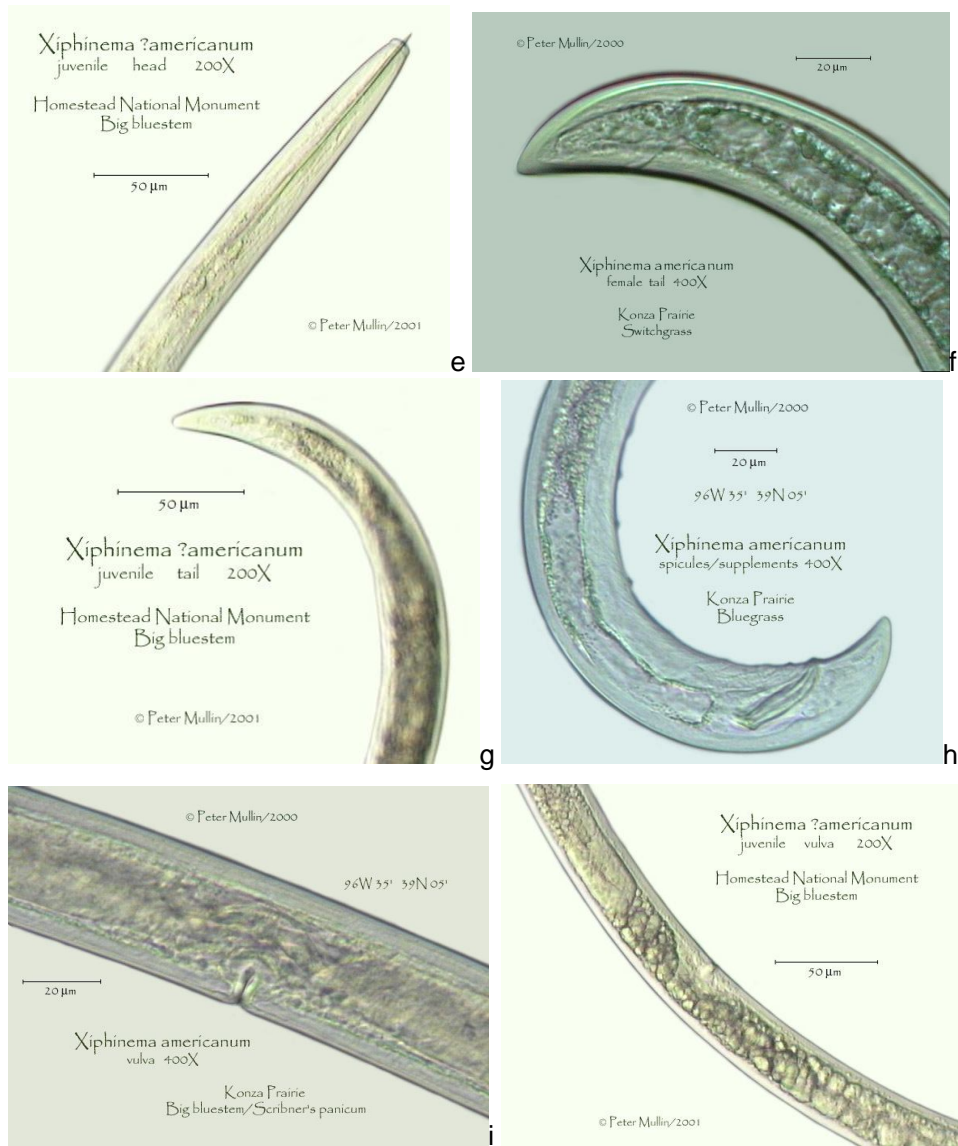 Xiphinema ?americanum
juvenile head 200X
Homestead National Monument
Big bluestem
50 µm
© Peter Mullin/2001
e
© Peter Mullin/2000
20 µm
Xiphinema americanum
female tail 400X
Konza Prairie
Switchgrass
f
50 µm
Xiphinema ?americanum
juvenile tail 200X
Homestead National Monument
Big bluestem
© Peter Mullin/2001
g
© Peter Mullin/2000
20 µm
96W 35' 39N 05'
Xiphinema americanum
spicules/supplements 400X
Konza Prairie
Bluegrass
h
© Peter Mullin/2000
96W 35' 39N 05'
20 µm
Xiphinema americanum
vulva 400X
Konza Prairie
Big bluestem/Scribner's panicum
i
Xiphinema ?americanum
juvenile vulva 200X
Homestead National Monument
Big bluestem
50 µm
© Peter Mullin/2001